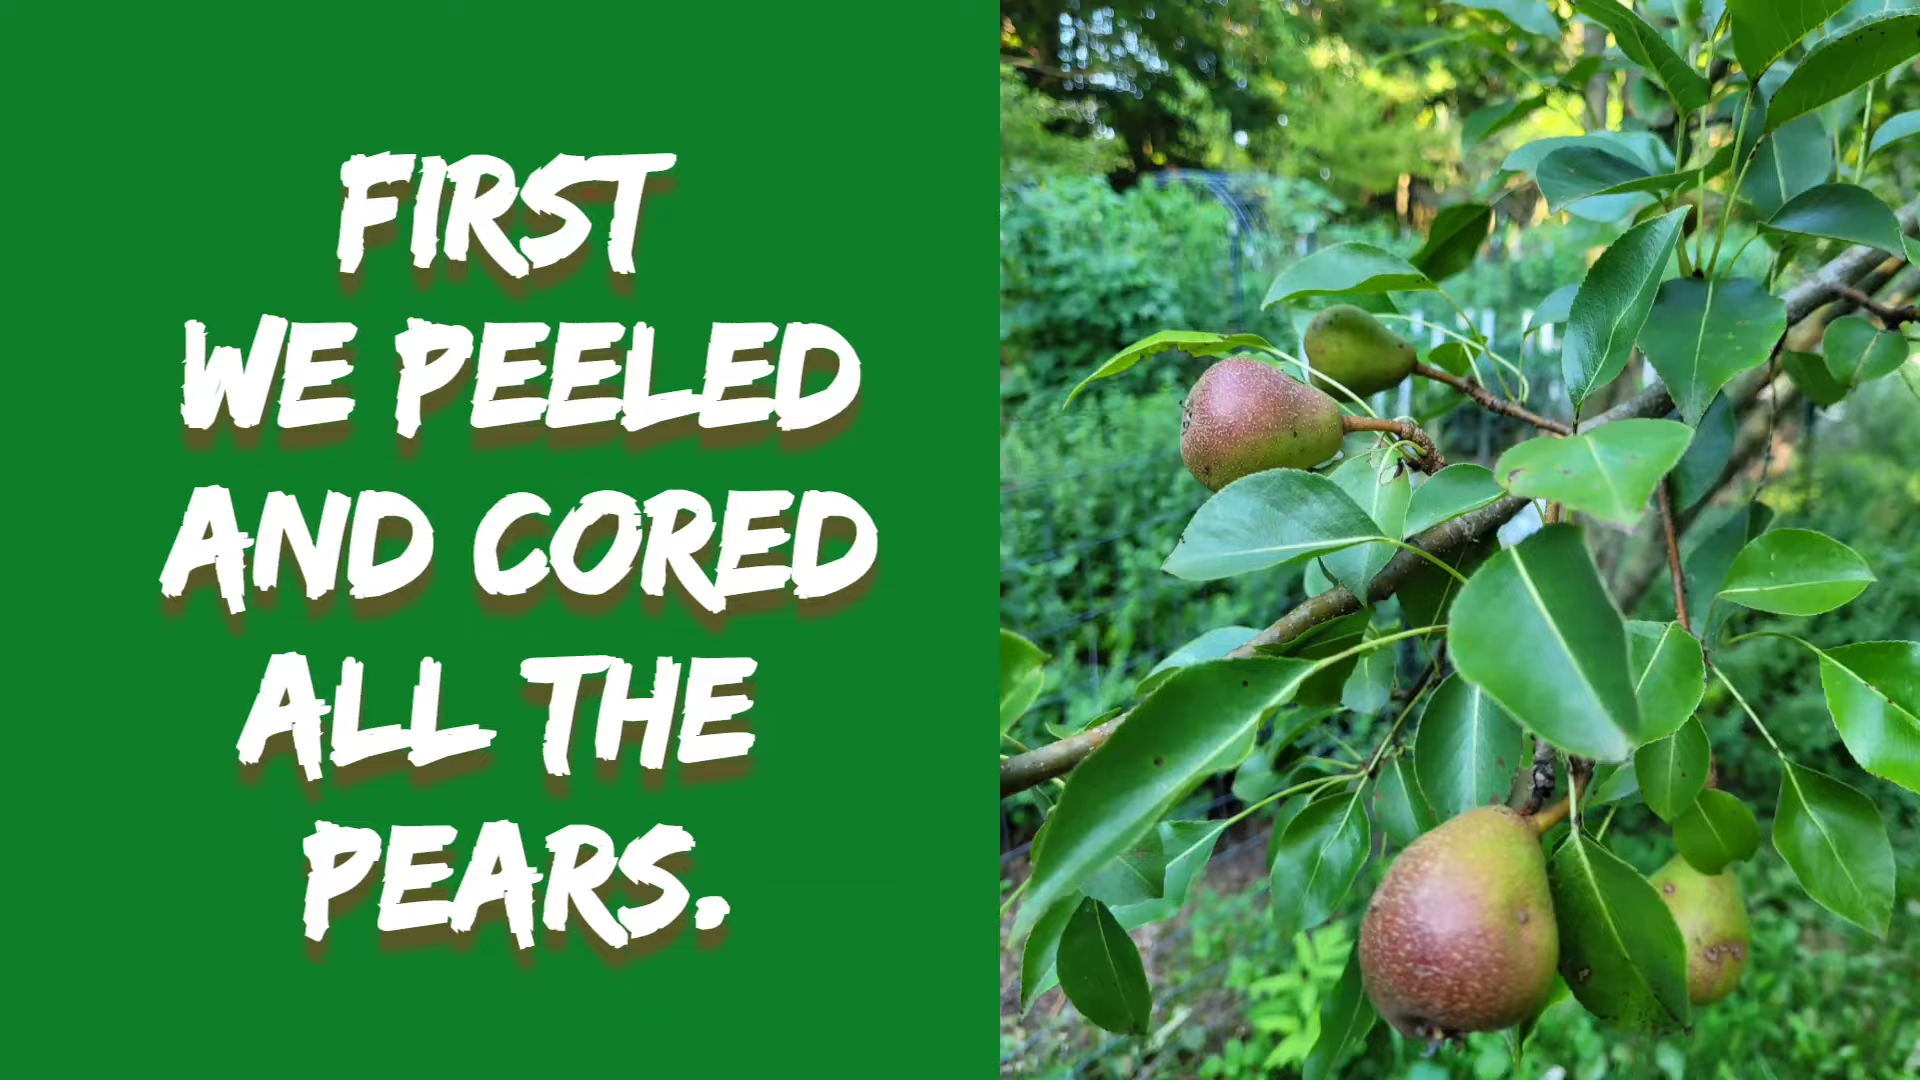 FIRST
WE PEELED
AND CORED
ALL THE
PEARS.